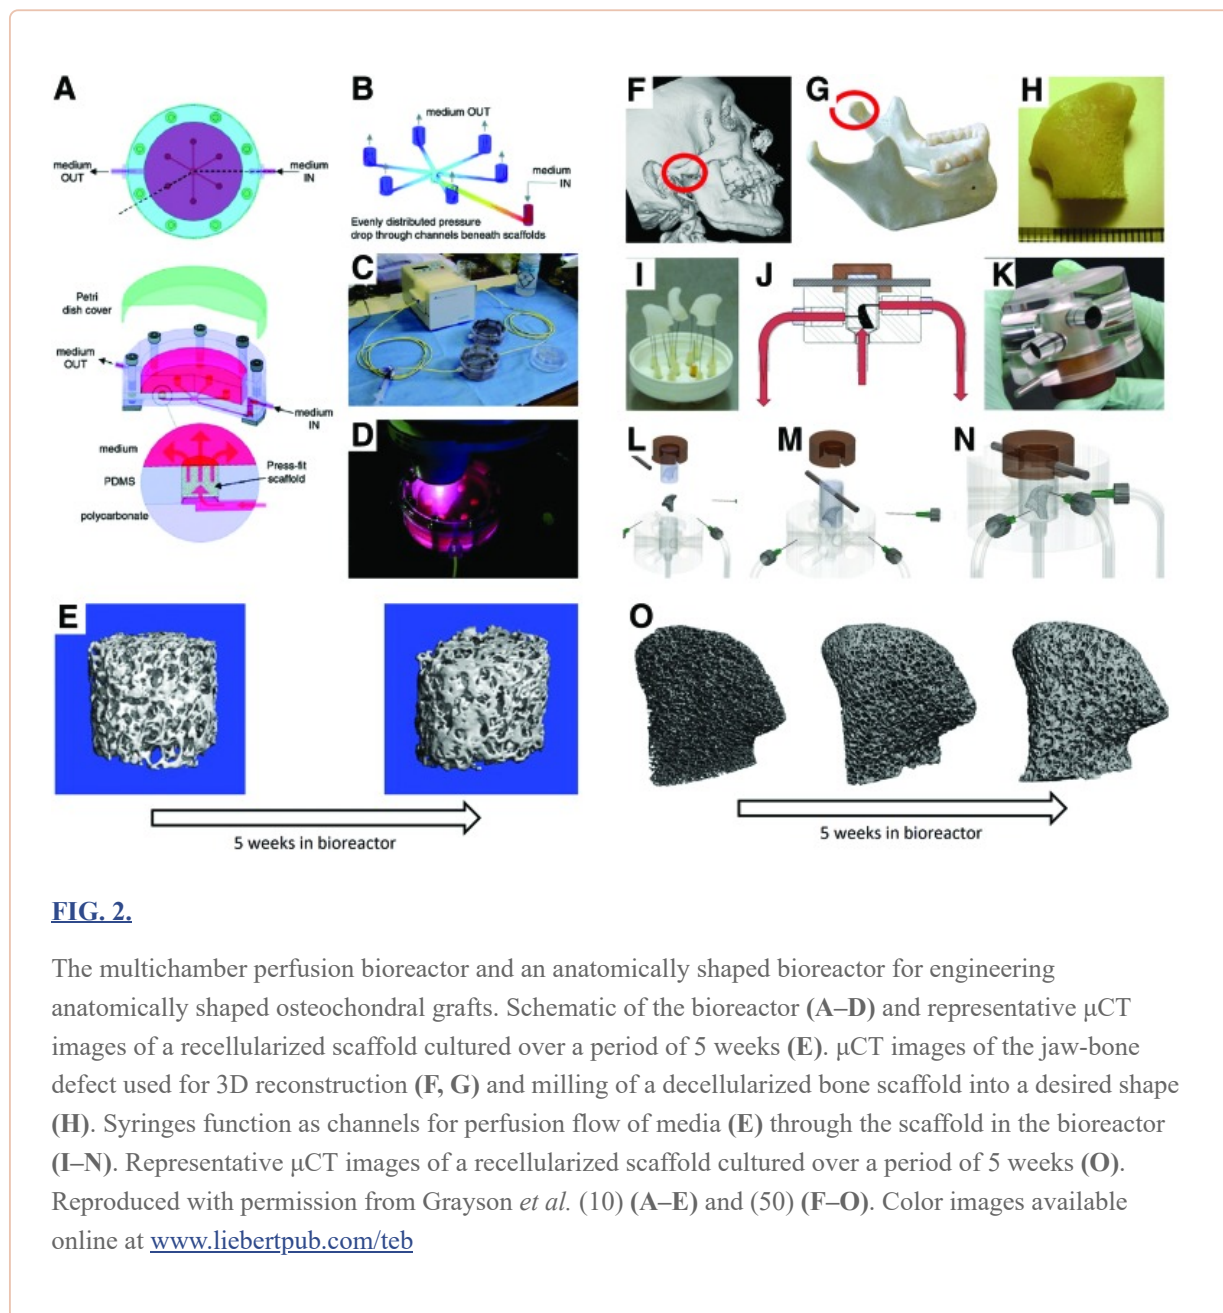 A
medium
OUT
medium
IN
Petri
dish cover
medium
OUT
medium
IN
medium
PDMS
Press-fit
scaffold
polycarbonate
B
medium OUT
medium
IN
Evenly distributed pressure
drop through channels beneath scaffolds
C
D
E
5 weeks in bioreactor
F
G
H
I
J
K
L
M
N
O
5 weeks in bioreactor
FIG. 2.
The multichamber perfusion bioreactor and an anatomically shaped bioreactor for engineering
anatomically shaped osteochondral grafts. Schematic of the bioreactor (A–D) and representative μCT
images of a recellularized scaffold cultured over a period of 5 weeks (E). μCT images of the jaw-bone
defect used for 3D reconstruction (F, G) and milling of a decellularized bone scaffold into a desired shape
(H). Syringes function as channels for perfusion flow of media (E) through the scaffold in the bioreactor
(I–N). Representative μCT images of a recellularized scaffold cultured over a period of 5 weeks (O).
Reproduced with permission from Grayson et al. (10) (A–E) and (50) (F–O). Color images available
online at www.liebertpub.com/teb